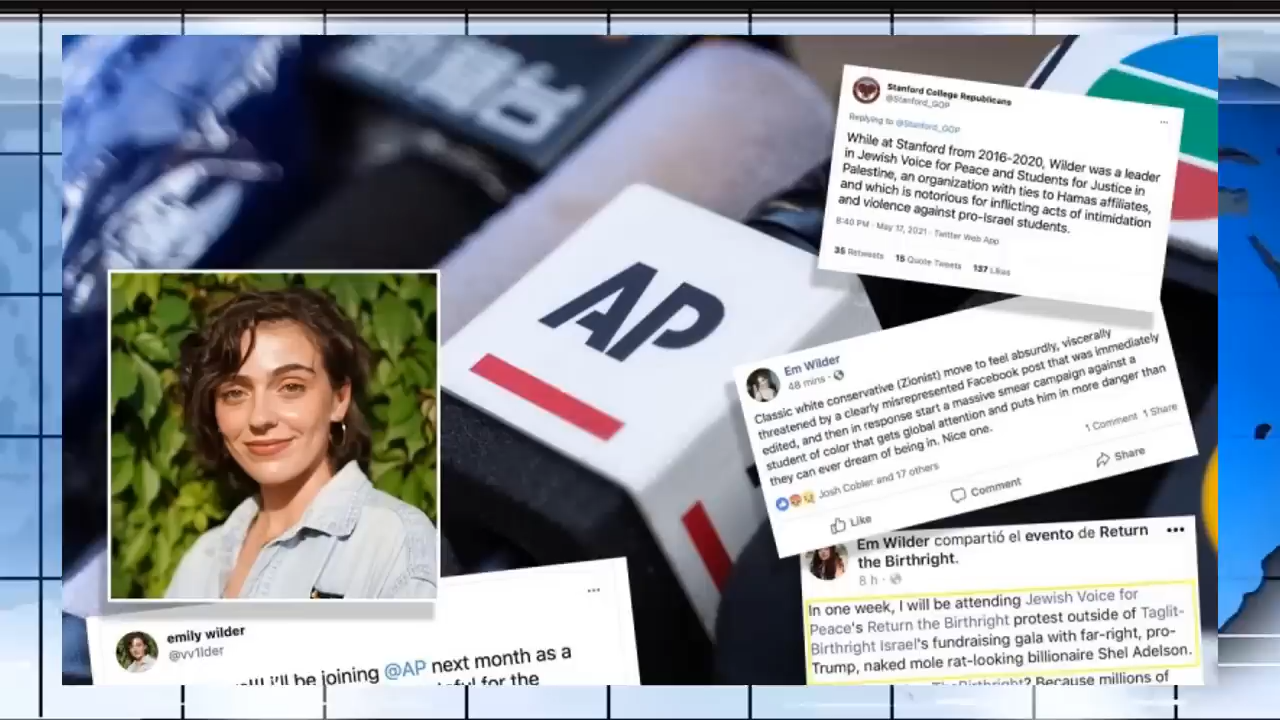 AP
Stanford College Republicans
@Stanford_GOP
Replying to @Stanford_GOP
While at Stanford from 2016-2020, Wilder was a leader
in Jewish Voice for Peace and Students for Justice in
Palestine, an organization with ties to Hamas affiliates,
and which is notorious for inflicting acts of intimidation
and violence against pro-Israel students.
8:40 PM · May 17, 2021 · Twitter Web App
35 Retweets 15 Quote Tweets 137 Likes
Em Wilder
48 mins ·
Classic white conservative (Zionist) move to feel absurdly, viscerally
threatened by a clearly misrepresented Facebook post that was immediately
edited, and then in response start a massive smear campaign against a
student of color that gets global attention and puts him in more danger than
they can ever dream of being in. Nice one.
Josh Cobler and 17 others
1 Comment 1 Share
Like Comment Share
Em Wilder compartió el evento de Return
the Birthright.
8 h ·
In one week, I will be attending Jewish Voice for
Peace's Return the Birthright protest outside of Taglit-
Birthright Israel's fundraising gala with far-right, pro-
Trump, naked mole rat-looking billionaire Shel Adelson.
TheBirthright? Because millions of
emily wilder
@vv1lder
i'll be joining @AP next month as a
for the